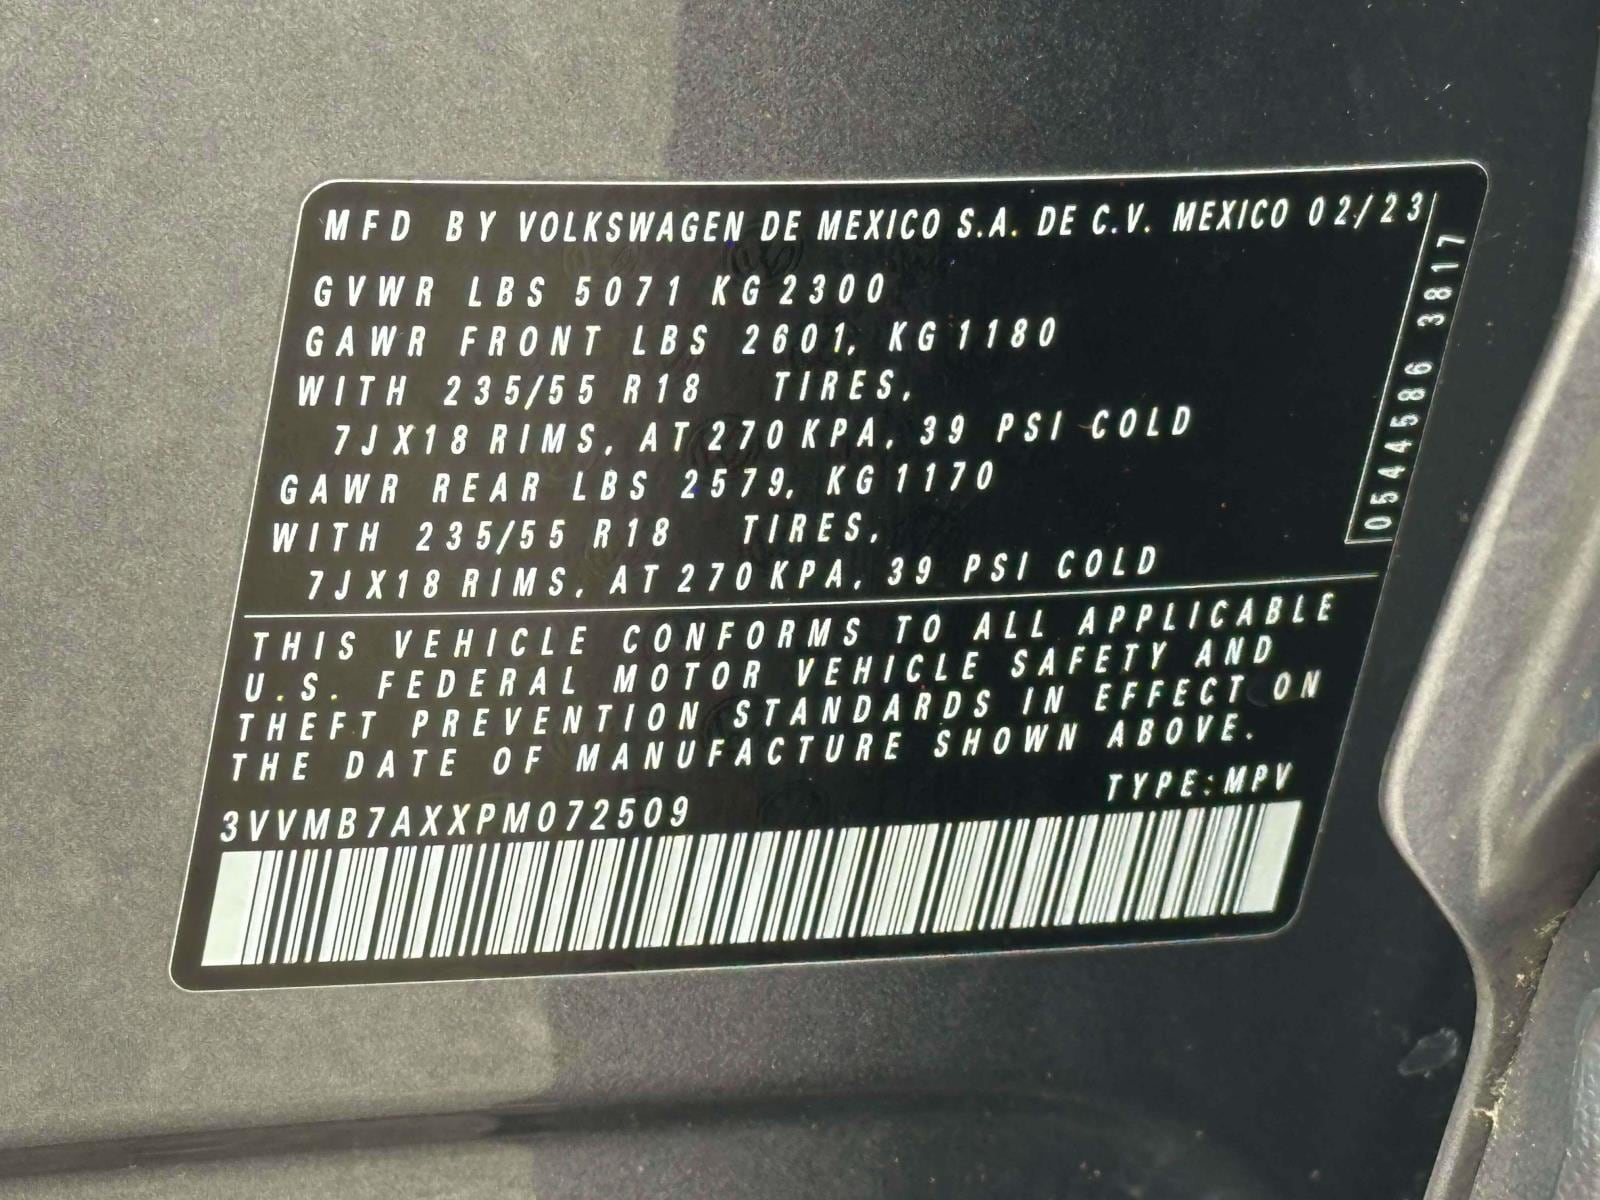 MFD BY VOLKSWAGEN DE MEXICO S.A. DE C.V. MEXICO 02/23
GVWR LBS 5071 KG 2300
GAWR FRONT LBS 2601, KG 1180
WITH 235/55 R18 TIRES,
7JX18 RIMS, AT 270 KPA, 39 PSI COLD
GAWR REAR LBS 2579, KG 1170
WITH 235/55 R18 TIRES,
7JX18 RIMS, AT 270 KPA, 39 PSI COLD
0544586 3817
THIS VEHICLE CONFORMS TO ALL APPLICABLE
U.S. FEDERAL MOTOR VEHICLE SAFETY AND
THEFT PREVENTION STANDARDS IN EFFECT ON
THE DATE OF MANUFACTURE SHOWN ABOVE.
TYPE: MPV
3VVMB7AXXPM072509